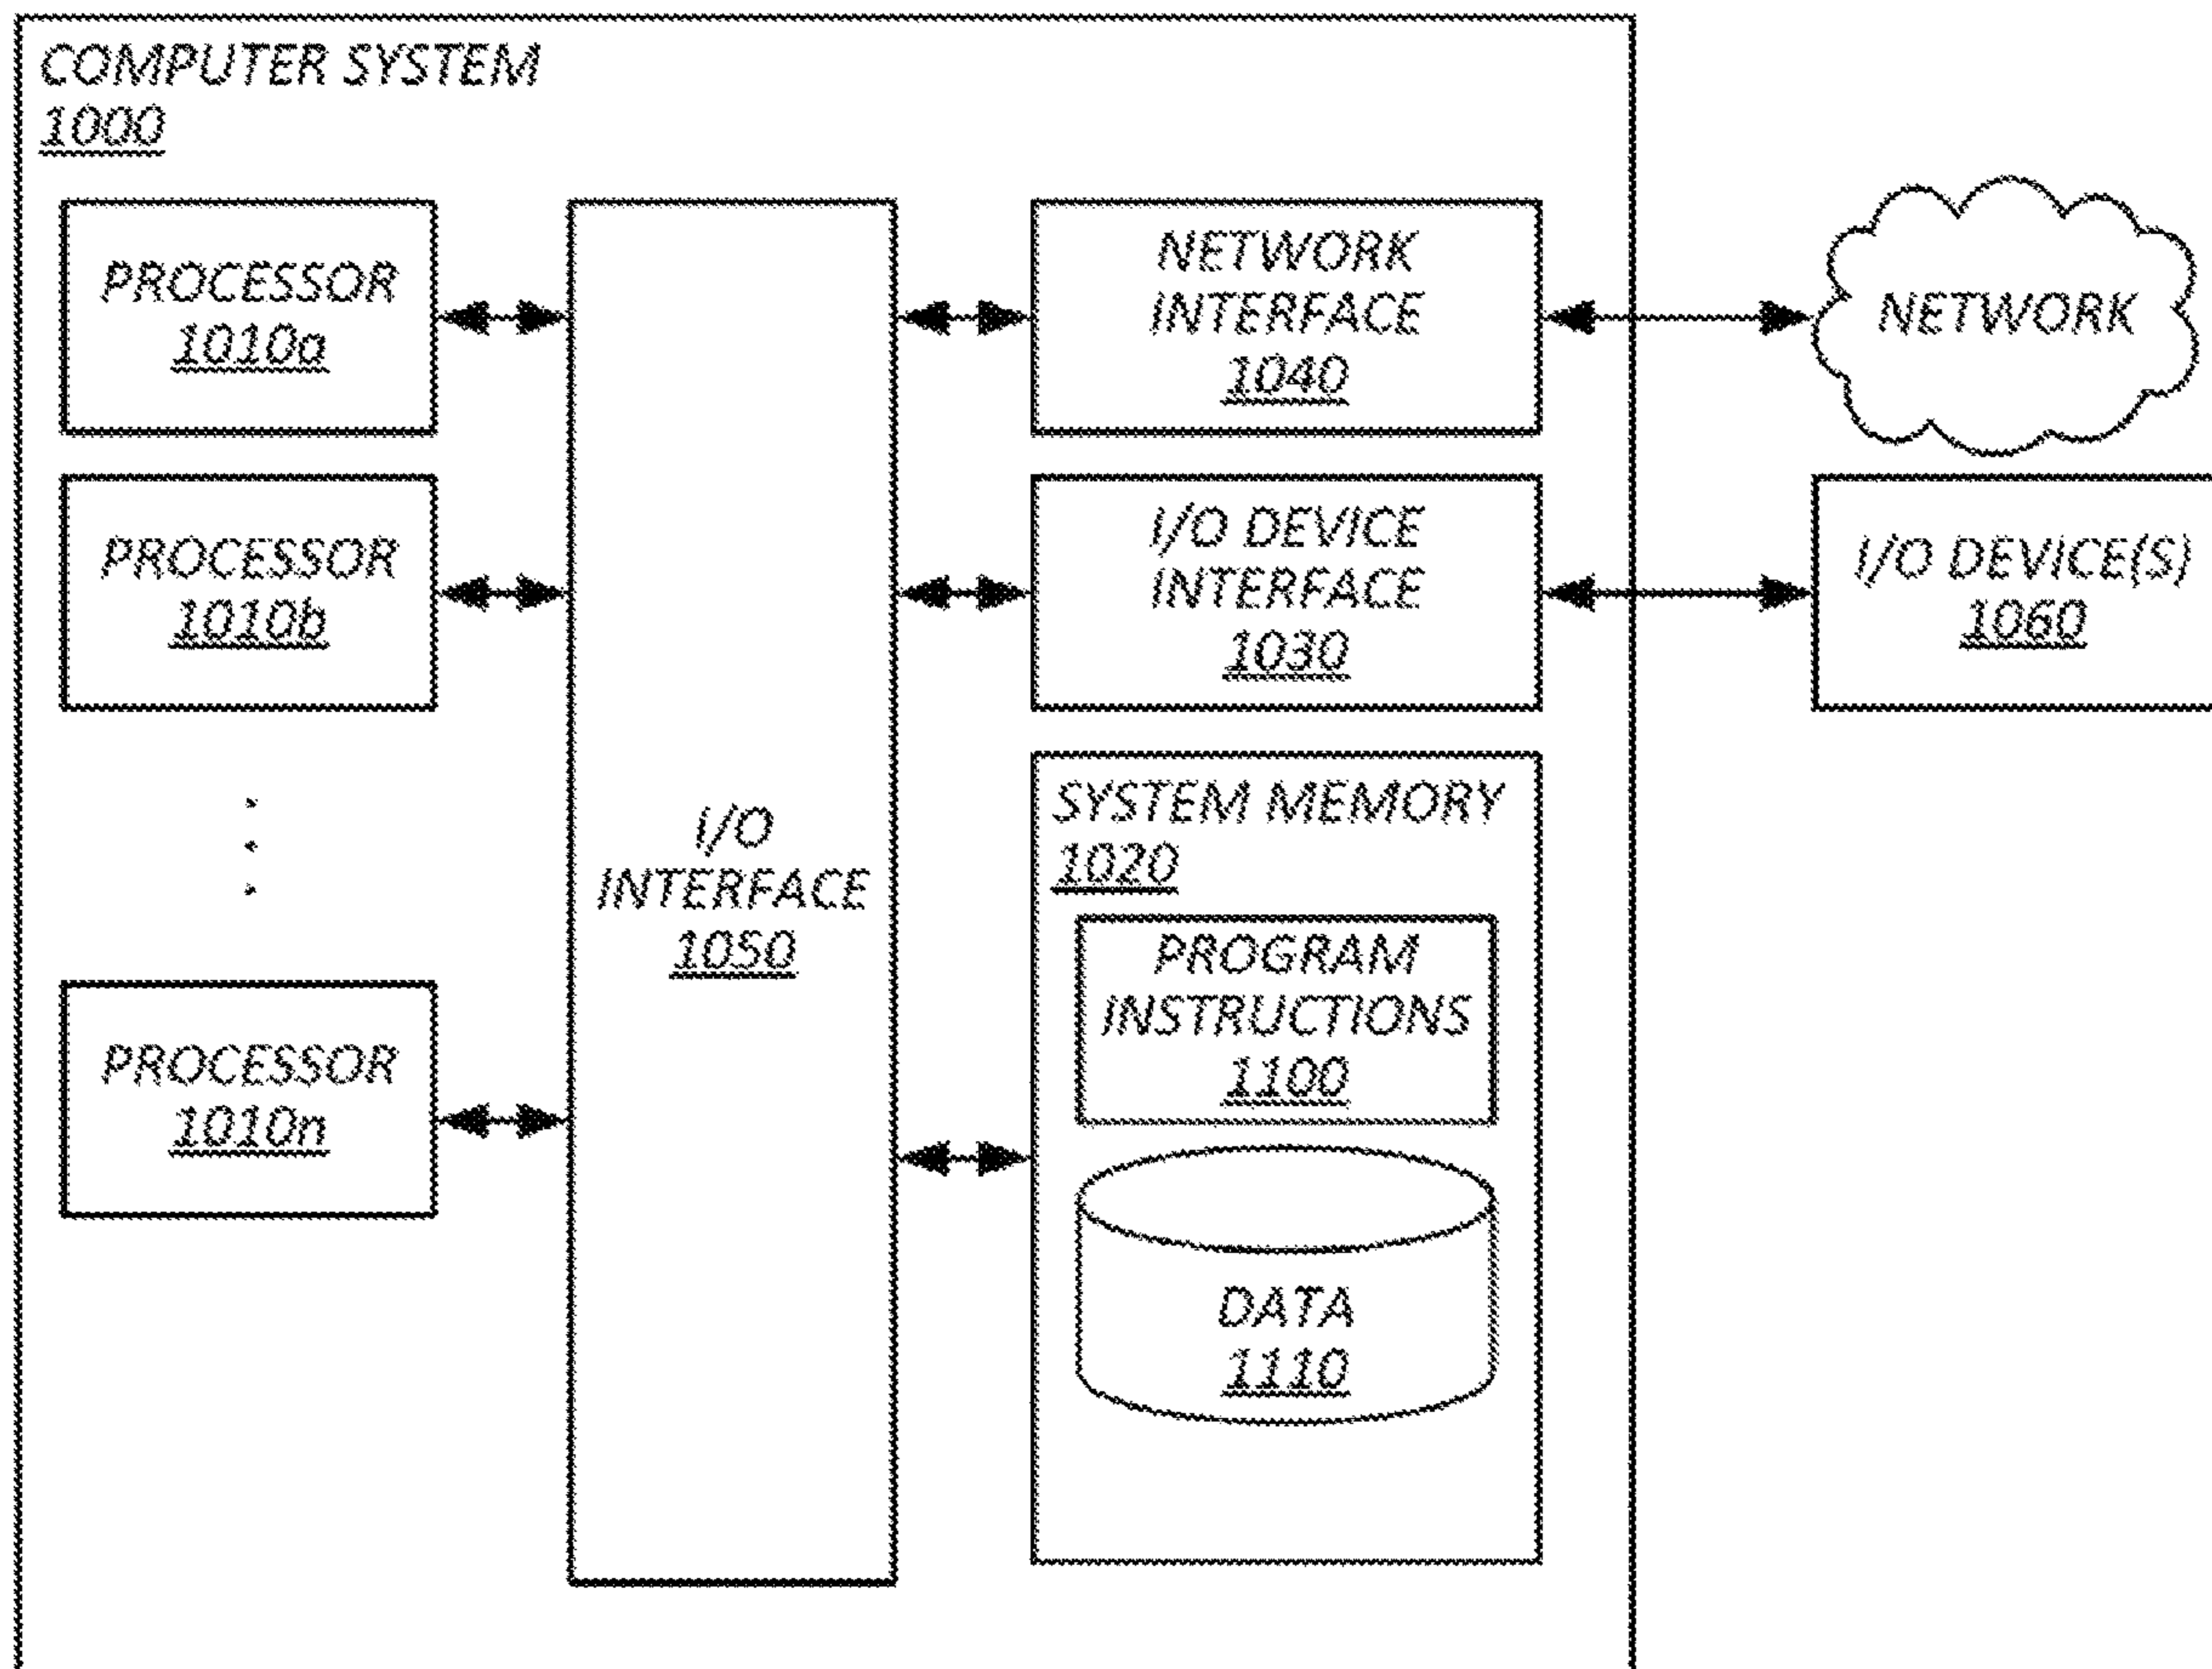 COMPUTER SYSTEM
1000
PROCESSOR
1010a
PROCESSOR
1010b
PROCESSOR
1010n
I/O
INTERFACE
1050
NETWORK
INTERFACE
1040
I/O DEVICE
INTERFACE
1030
SYSTEM MEMORY
1020
PROGRAM
INSTRUCTIONS
1100
DATA
1110
NETWORK
I/O DEVICE(S)
1060